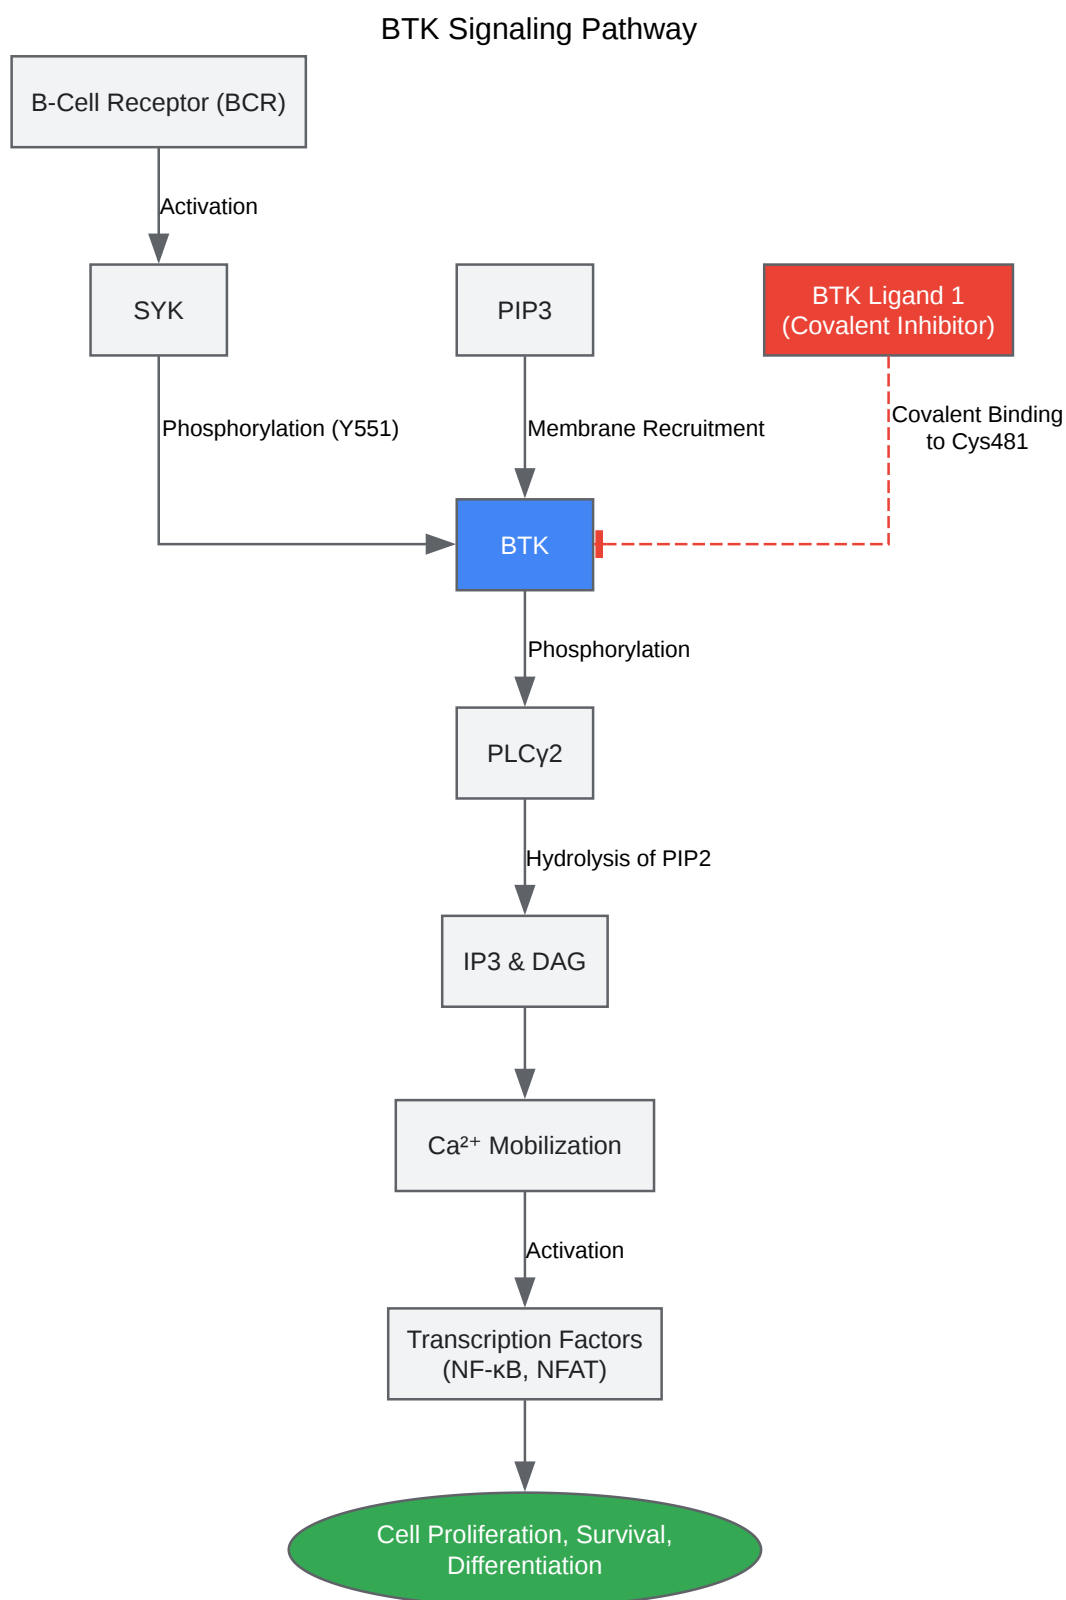 BTK Signaling Pathway
B-Cell Receptor (BCR)
Activation
SYK
PIP3
BTK Ligand 1
(Covalent Inhibitor)
Phosphorylation (Y551)
Membrane Recruitment
Covalent Binding
to Cys481
BTK
Phosphorylation
PLCγ2
Hydrolysis of PIP2
IP3 & DAG
Ca²⁺ Mobilization
Activation
Transcription Factors
(NF-κB, NFAT)
Cell Proliferation, Survival,
Differentiation